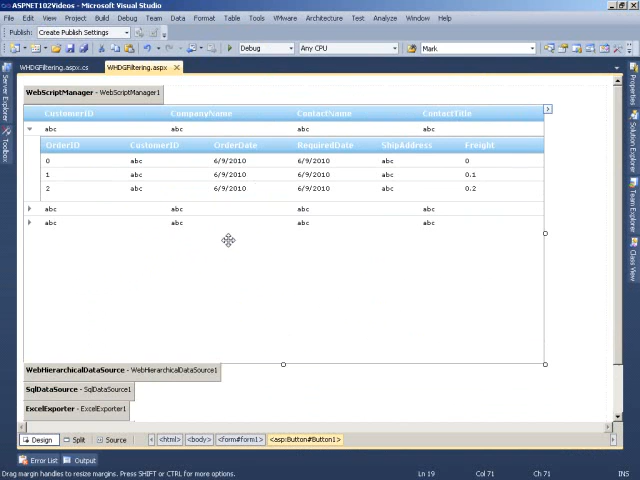 ASPNET102Videos - Microsoft Visual Studio
File Edit View Project Build Debug Team Data Format Table Tools VMware Architecture Test Analyze Window Help
Publish: Create Publish Settings
Debug Any CPU Mark
WHDGFiltering.aspx.cs WHDGFiltering.aspx
Server Explorer
Toolbox
Properties
Solution Explorer
Team Explorer
Class View
WebScriptManager - WebScriptManager1
CustomerID CompanyName ContactName ContactTitle
abc abc abc abc
OrderID CustomerID OrderDate RequiredDate ShipAddress Freight
0 abc 6/9/2010 6/9/2010 abc 0
1 abc 6/9/2010 6/9/2010 abc 0.1
2 abc 6/9/2010 6/9/2010 abc 0.2
abc abc abc abc
abc abc abc abc
WebHierarchicalDataSource - WebHierarchicalDataSource1
SqlDataSource - SqlDataSource1
ExcelExporter - ExcelExporter1
Design Split Source <html> <body> <form#form1> <asp:Button#Button1>
Error List Output
Drag margin handles to resize margins. Press SHIFT or CTRL for more options. Ln 19 Col 71 Ch 71 INS